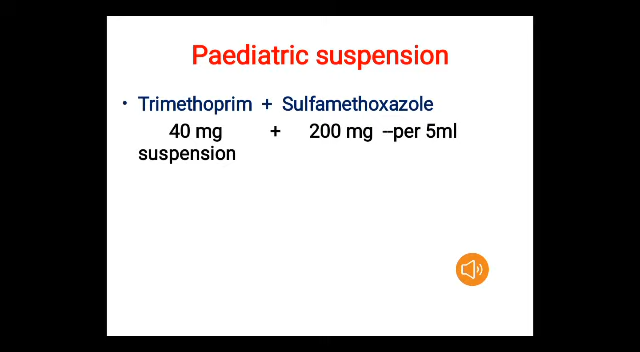 Paediatric suspension
• Trimethoprim + Sulfamethoxazole
40 mg + 200 mg --per 5ml
suspension